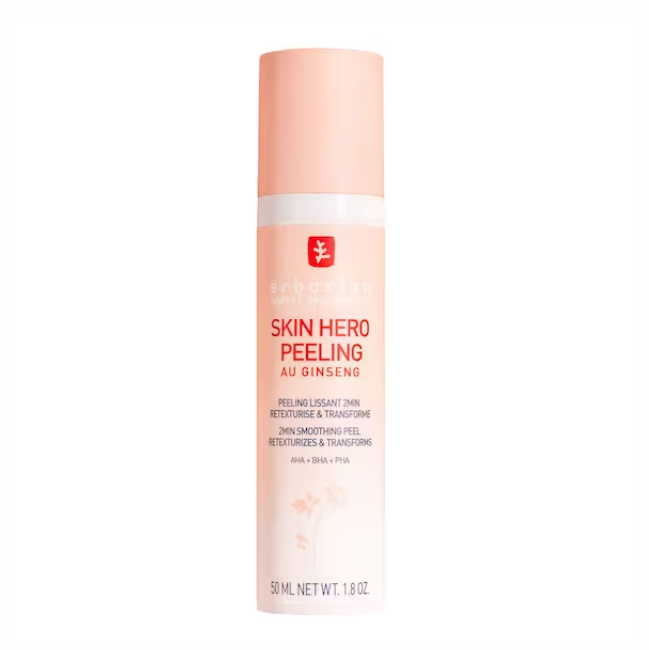 erborian
SKIN HERO
PEELING
AU GINSENG
PEELING LISSANT 2MIN
RETEXTURISE & TRANSFORME
2MIN SMOOTHING PEEL
RETEXTURIZES & TRANSFORMS
AHA + BHA + PHA
50 ML NET WT. 1.8 OZ.